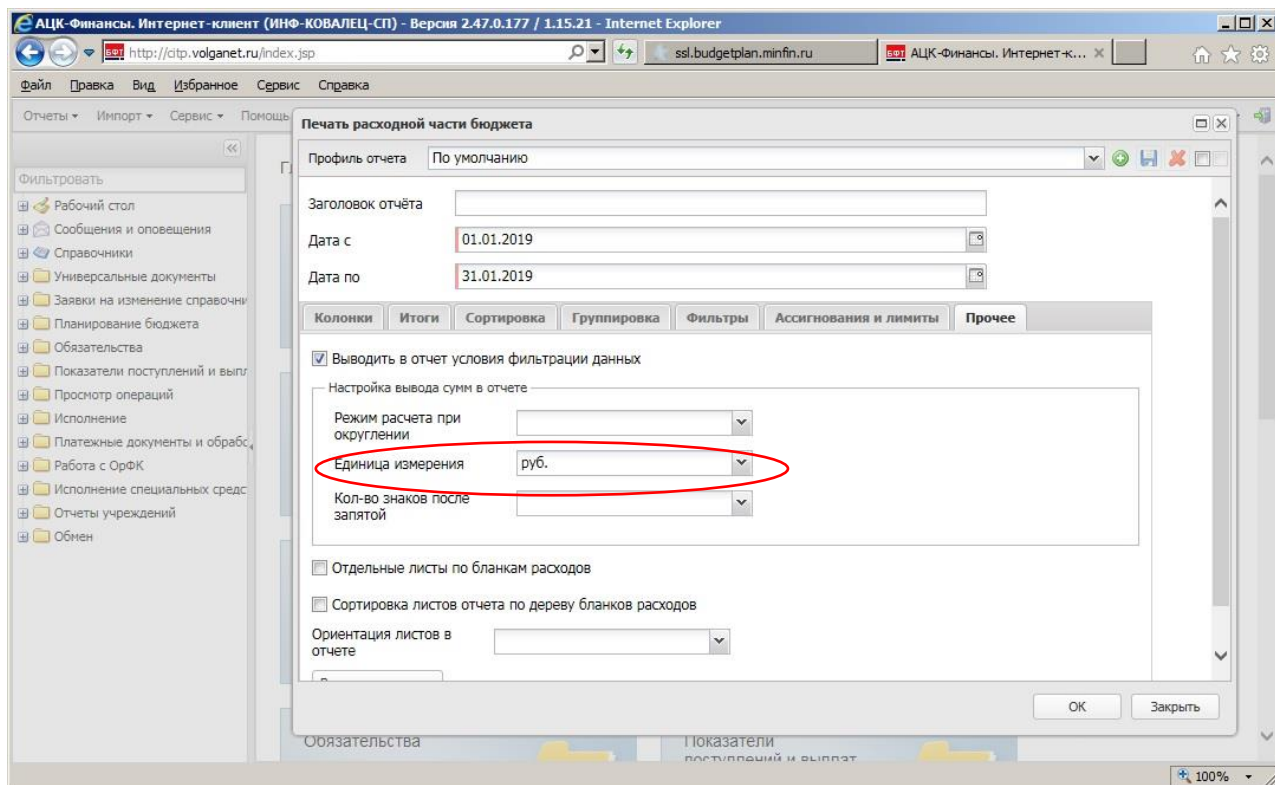 АЦК-Финансы. Интернет-клиент (ИНФ-КОВАЛЕЦ-СП) - Версия 2.47.0.177 / 1.15.21 - Internet Explorer
БФТ http://citp.volganet.ru/index.jsp
ssl.budgetplan.minfin.ru
БФТ АЦК-Финансы. Интернет-к...
Файл Правка Вид Избранное Сервис Справка
Отчеты Импорт Сервис Помощь
Фильтровать
Рабочий стол
Сообщения и оповещения
Справочники
Универсальные документы
Заявки на изменение справочни
Планирование бюджета
Обязательства
Показатели поступлений и выпл
Просмотр операций
Исполнение
Платежные документы и обрабо
Работа с ОрФК
Исполнение специальных средс
Отчеты учреждений
Обмен
Печать расходной части бюджета
Профиль отчета По умолчанию
Заголовок отчёта
Дата с 01.01.2019
Дата по 31.01.2019
Колонки Итоги Сортировка Группировка Фильтры Ассигнования и лимиты Прочее
Выводить в отчет условия фильтрации данных
Настройка вывода сумм в отчете
Режим расчета при
округлении
Единица измерения руб.
Кол-во знаков после
запятой
Отдельные листы по бланкам расходов
Сортировка листов отчета по дереву бланков расходов
Ориентация листов в
отчете
ОК Закрыть
Обязательства
Показатели
поступлений и выплат
100%